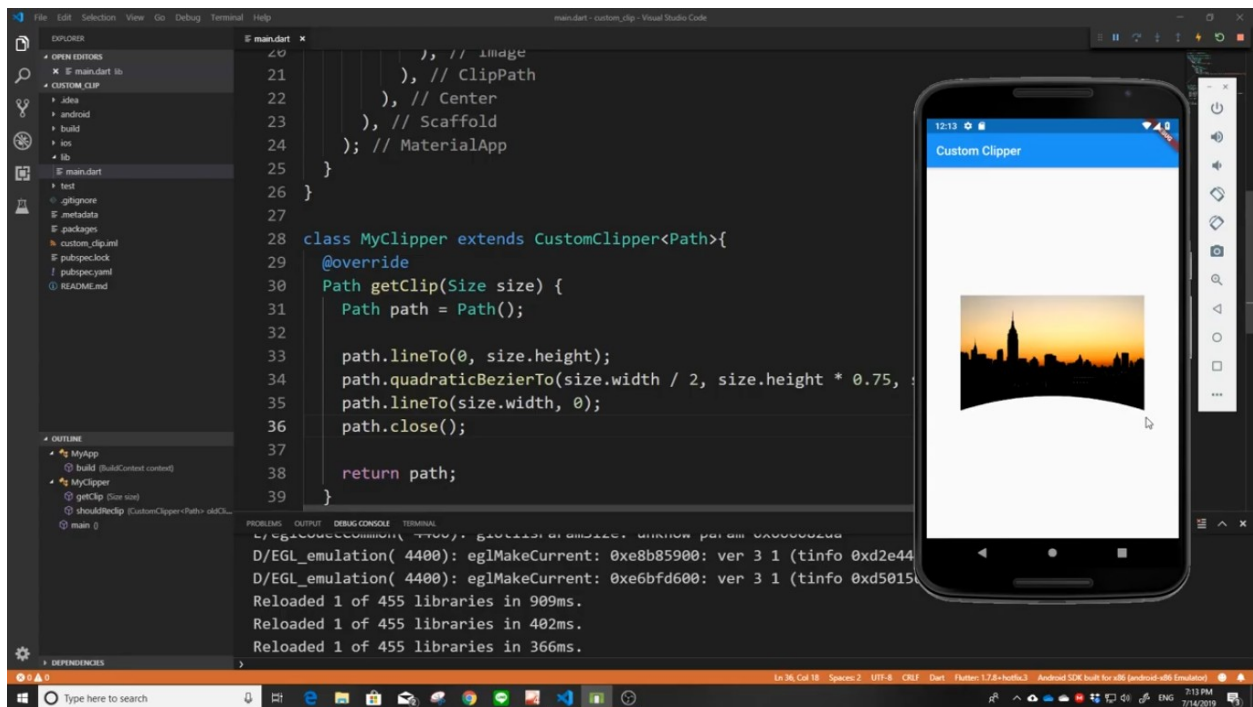 File Edit Selection View Go Debug Terminal Help
main.dart - custom_clip - Visual Studio Code
EXPLORER
OPEN EDITORS
main.dart lib
CUSTOM_CLIP
.idea
android
build
ios
lib
main.dart
test
.gitignore
.metadata
.packages
custom_clip.iml
pubspec.lock
pubspec.yaml
README.md
OUTLINE
MyApp
build (BuildContext context)
MyClipper
getClip (Size size)
shouldReclip (CustomClipper<Path> oldCli...
main ()
DEPENDENCIES
main.dart
20 ), // Image
21 ), // ClipPath
22 ), // Center
23 ), // Scaffold
24 ); // MaterialApp
25 }
26 }
27
28 class MyClipper extends CustomClipper<Path>{
29 @override
30 Path getClip(Size size) {
31 Path path = Path();
32
33 path.lineTo(0, size.height);
34 path.quadraticBezierTo(size.width / 2, size.height * 0.75,
35 path.lineTo(size.width, 0);
36 path.close();
37
38 return path;
39 }
PROBLEMS OUTPUT DEBUG CONSOLE TERMINAL
D/EGL_emulation( 4400): eglMakeCurrent: 0xe8b85900: ver 3 1 (tinfo 0xd2e44
D/EGL_emulation( 4400): eglMakeCurrent: 0xe6bfd600: ver 3 1 (tinfo 0xd5015
Reloaded 1 of 455 libraries in 909ms.
Reloaded 1 of 455 libraries in 402ms.
Reloaded 1 of 455 libraries in 366ms.
12:13
Custom Clipper
0 0
Ln 36, Col 18 Spaces: 2 UTF-8 CRLF Dart Flutter: 1.7.8+hotfix.3 Android SDK built for x86 (android-x86 Emulator)
Type here to search
ENG
7:13 PM
7/14/2019